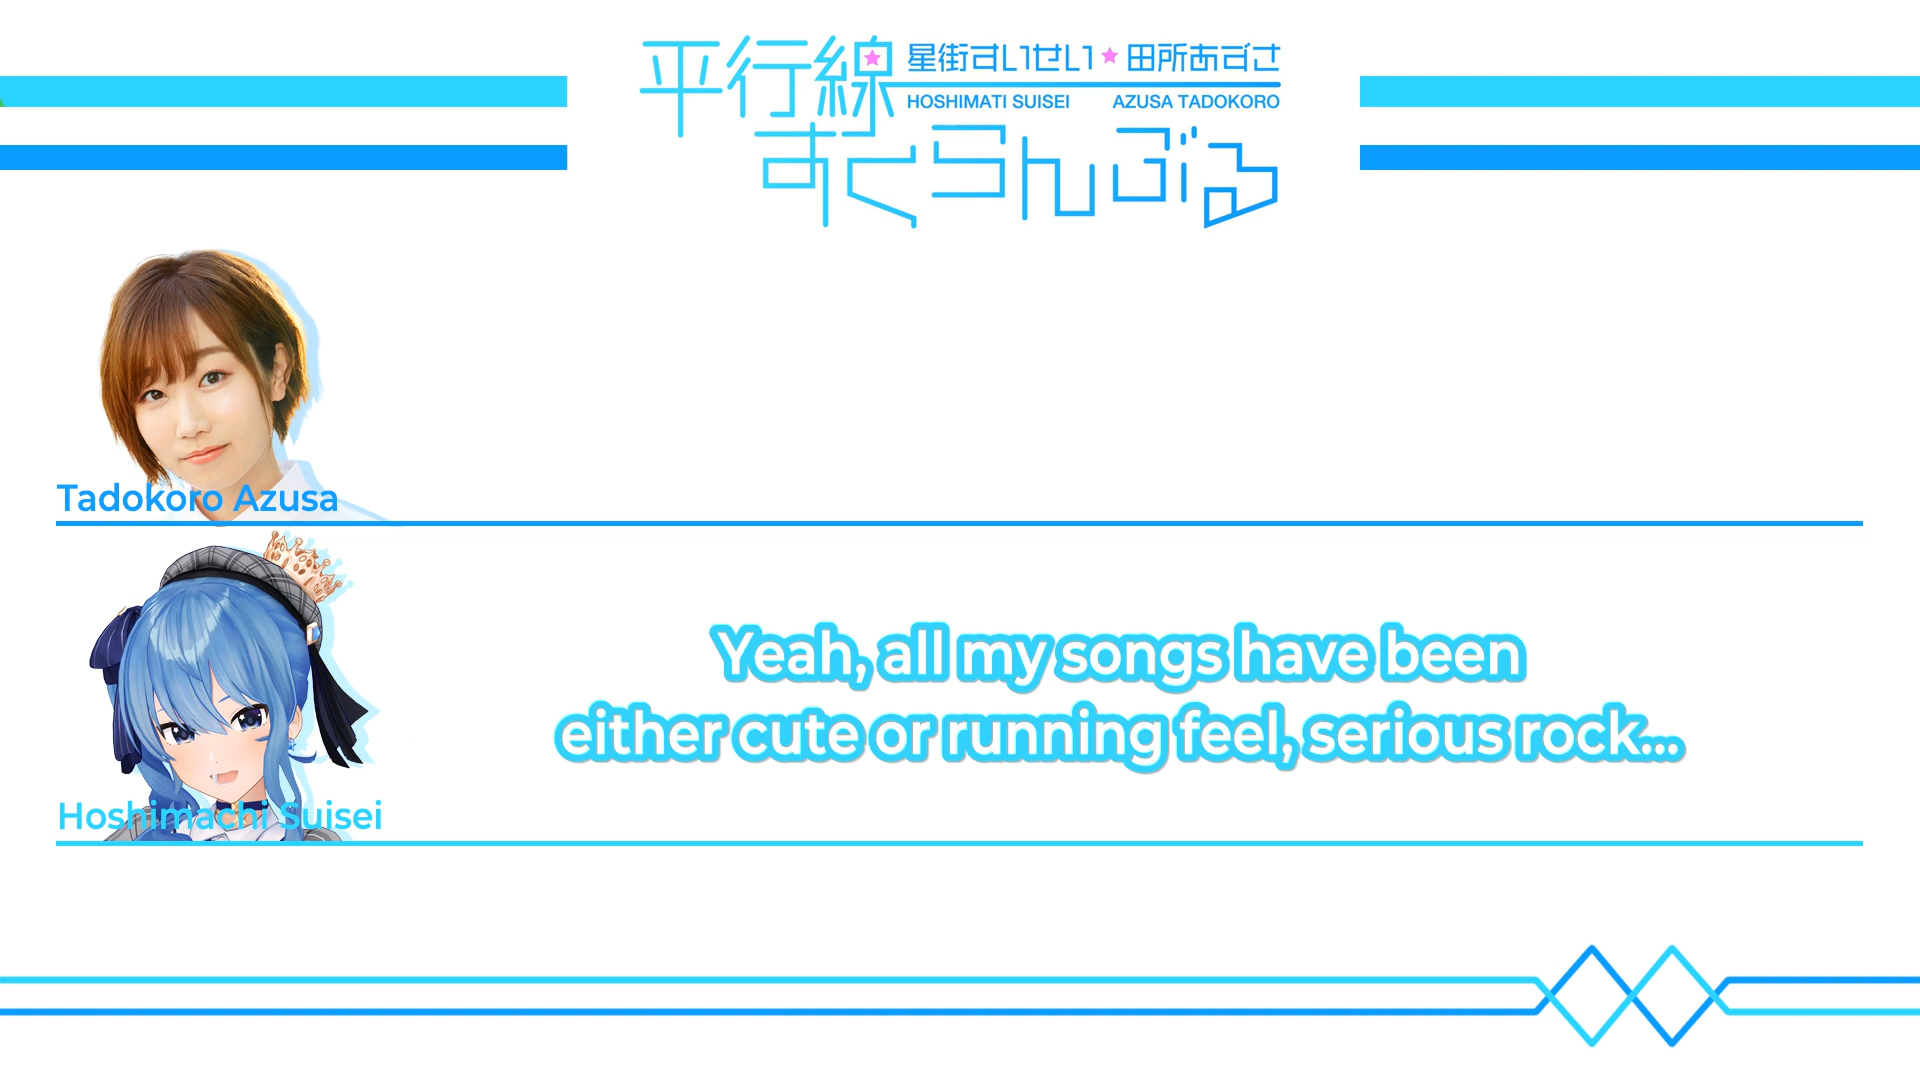 平行線
星街すいせい★田所あずさ
HOSHIMATI SUISEI AZUSA TADOKORO
すくらんぶる
Tadokoro Azusa
Yeah, all my songs have been
either cute or running feel, serious rock...
Hoshimachi Suisei